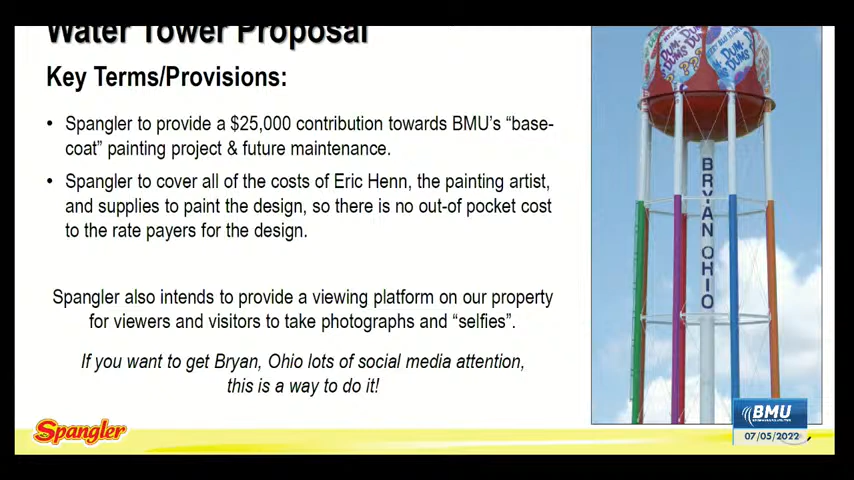 Water Tower Proposal
Key Terms/Provisions:
• Spangler to provide a $25,000 contribution towards BMU's “base-
coat” painting project & future maintenance.
• Spangler to cover all of the costs of Eric Henn, the painting artist,
and supplies to paint the design, so there is no out-of pocket cost
to the rate payers for the design.
Spangler also intends to provide a viewing platform on our property
for viewers and visitors to take photographs and “selfies”.
If you want to get Bryan, Ohio lots of social media attention,
this is a way to do it!
DUM-DUMS
DUM DUMS
BRYAN OHIO
Spangler
BMU
07/05/2022